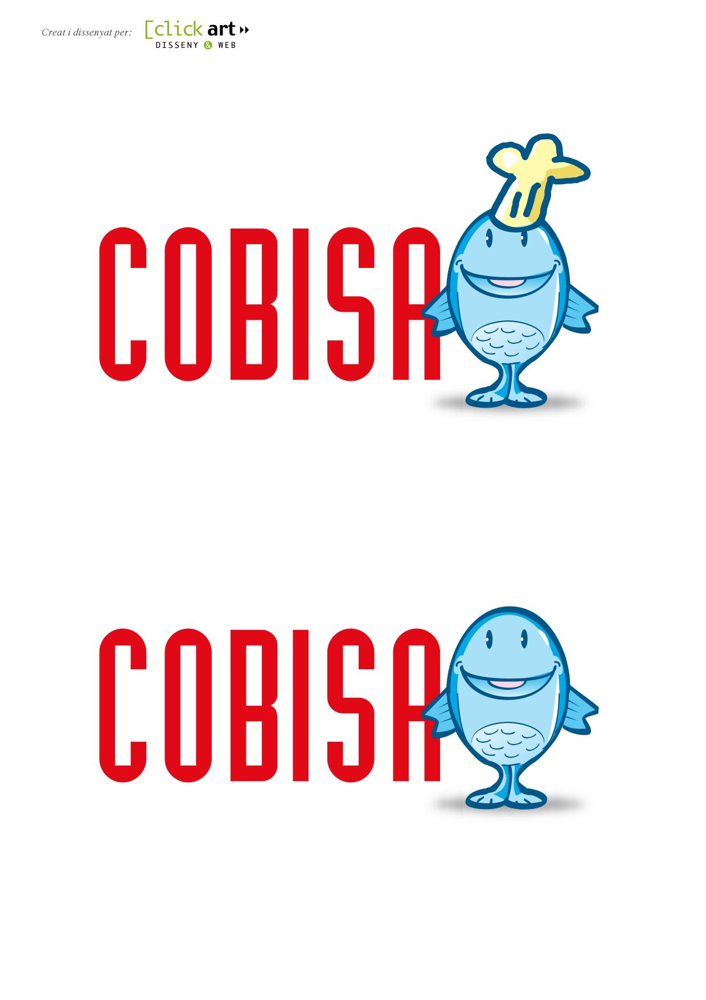 Creat i dissenyat per:
[click art
DISSENY & WEB
COBISA
COBISA